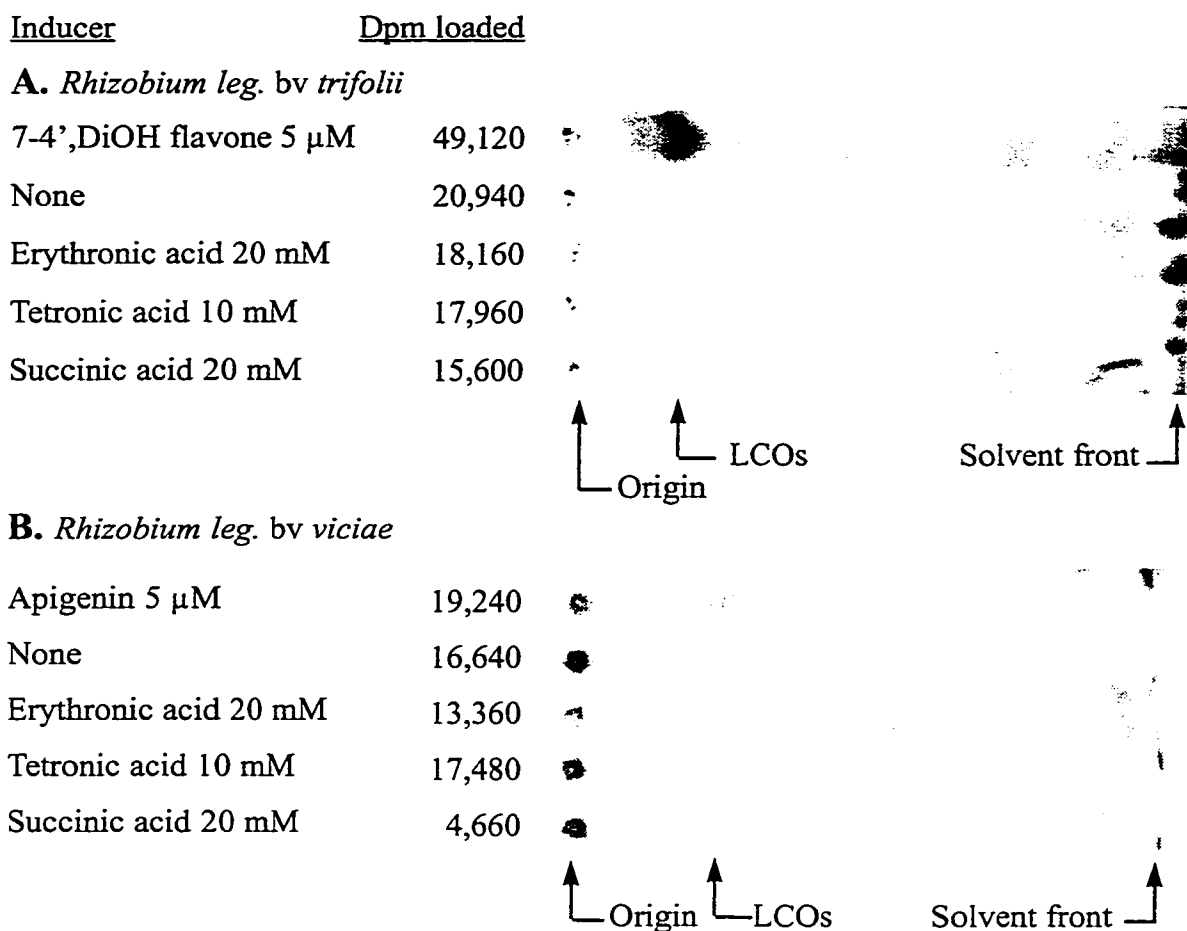 Inducer Dpm loaded
A. Rhizobium leg. bv trifolii
7-4',DiOH flavone 5 µM 49,120
None 20,940
Erythronic acid 20 mM 18,160
Tetronic acid 10 mM 17,960
Succinic acid 20 mM 15,600
LCOs Solvent front
Origin
B. Rhizobium leg. bv viciae
Apigenin 5 µM 19,240
None 16,640
Erythronic acid 20 mM 13,360
Tetronic acid 10 mM 17,480
Succinic acid 20 mM 4,660
Origin LCOs Solvent front